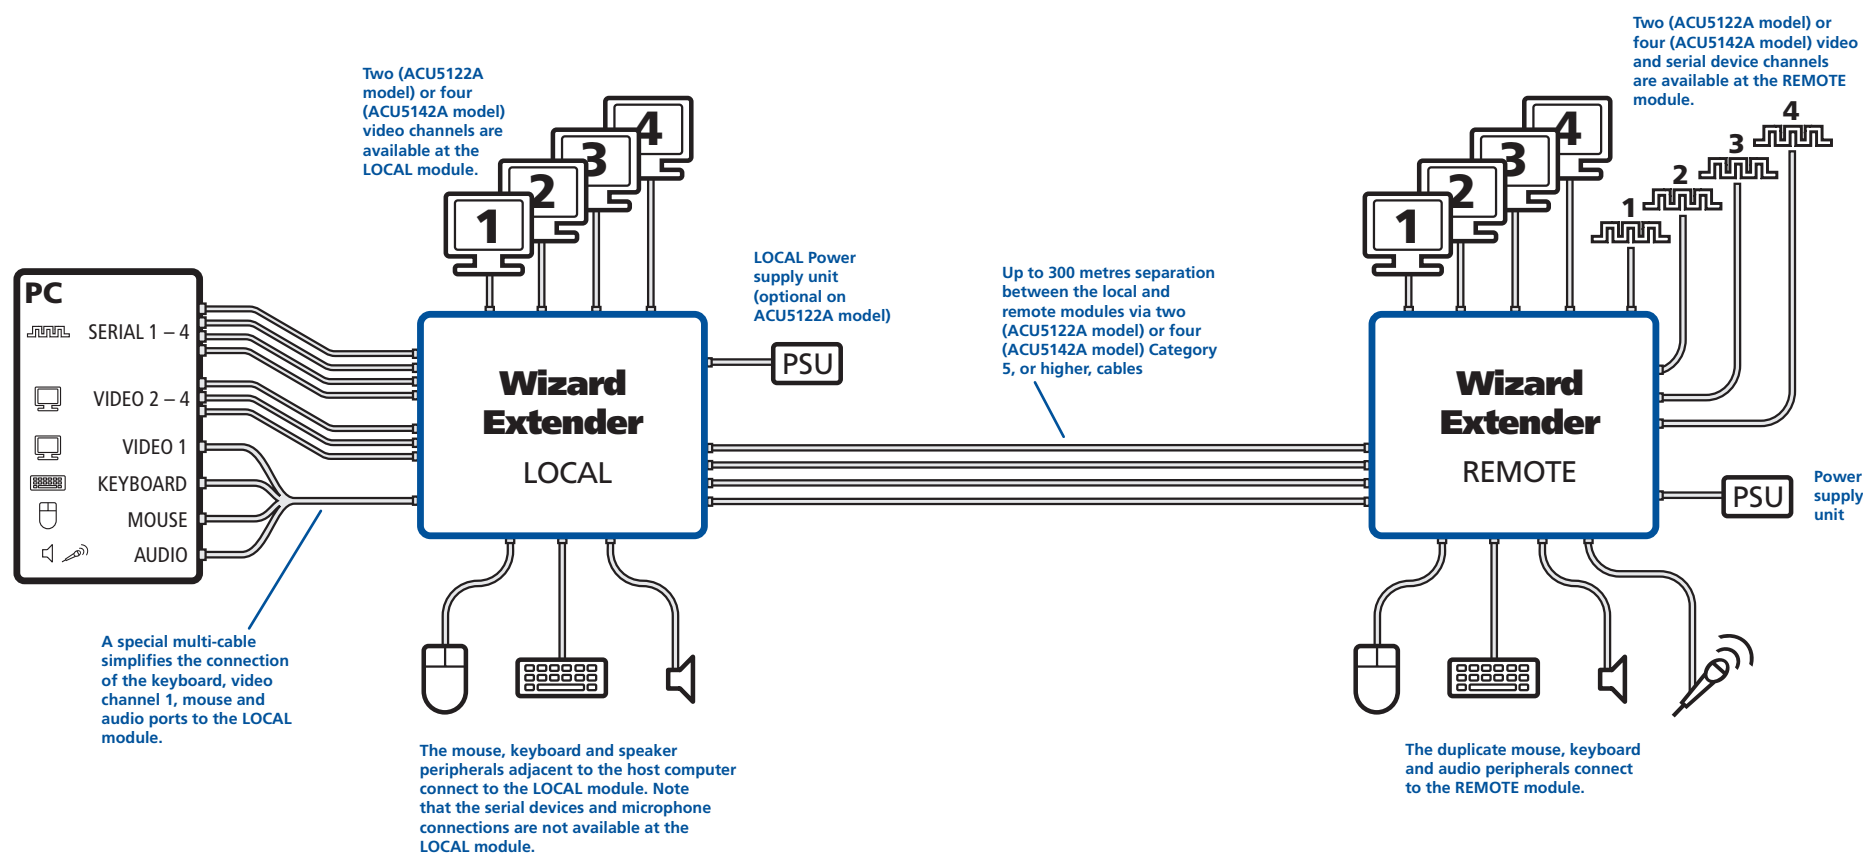 Two (ACU5122A
model) or four
(ACU5142A model)
video channels are
available at the
LOCAL module.
1
2
3
4
LOCAL Power
supply unit
(optional on
ACU5122A model)
PSU
Up to 300 metres separation
between the local and
remote modules via two
(ACU5122A model) or four
(ACU5142A model) Category
5, or higher, cables
Two (ACU5122A model) or
four (ACU5142A model) video
and serial device channels
are available at the REMOTE
module.
1
2
3
4
1
2
3
4
PC
SERIAL 1 – 4
VIDEO 2 – 4
VIDEO 1
KEYBOARD
MOUSE
AUDIO
Wizard
Extender
LOCAL
Wizard
Extender
REMOTE
PSU
Power
supply
unit
A special multi-cable
simplifies the connection
of the keyboard, video
channel 1, mouse and
audio ports to the LOCAL
module.
The mouse, keyboard and speaker
peripherals adjacent to the host computer
connect to the LOCAL module. Note
that the serial devices and microphone
connections are not available at the
LOCAL module.
The duplicate mouse, keyboard
and audio peripherals connect
to the REMOTE module.